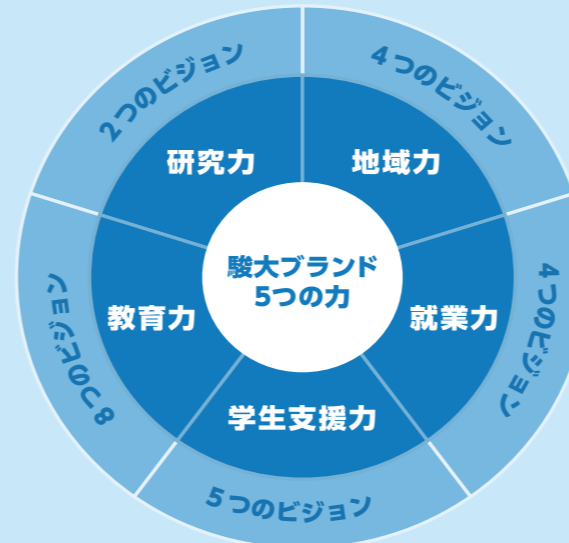 駿大ブランド
5つの力
研究力
2つのビジョン
地域力
4つのビジョン
就業力
4つのビジョン
学生支援力
5つのビジョン
教育力
8つのビジョン